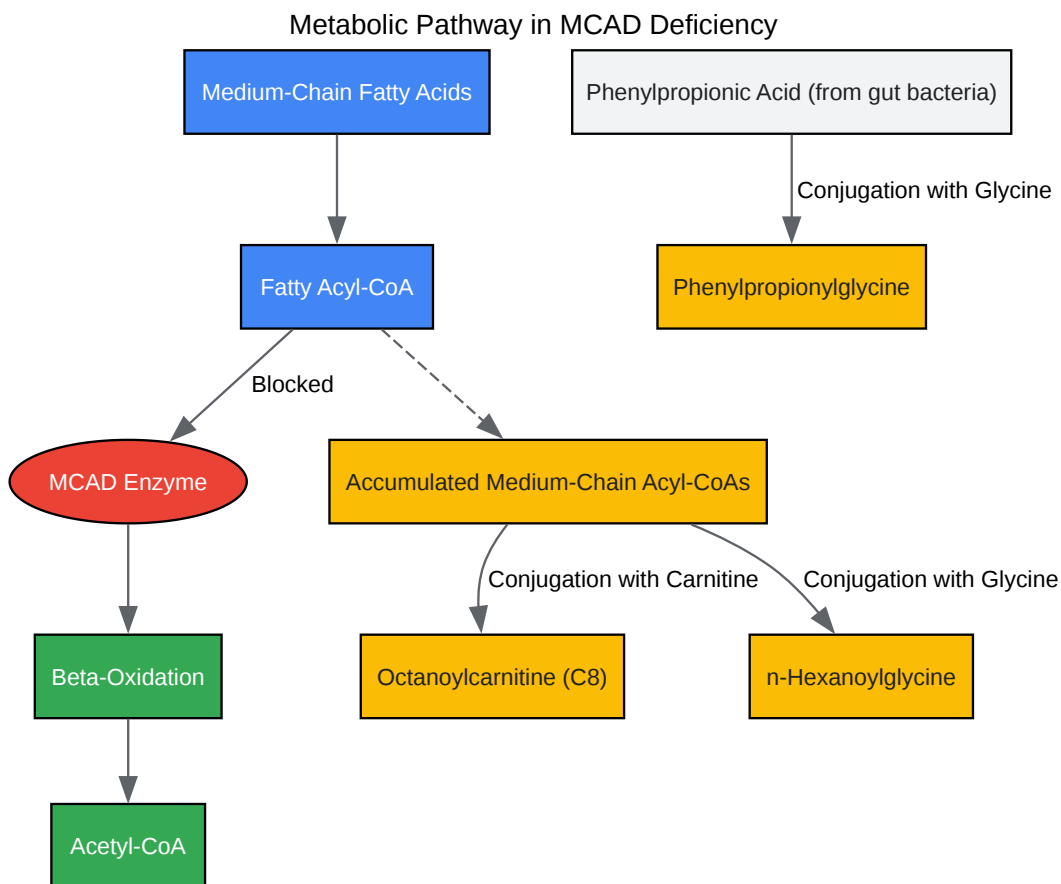 Metabolic Pathway in MCAD Deficiency
Medium-Chain Fatty Acids
Phenylpropionic Acid (from gut bacteria)
Conjugation with Glycine
Fatty Acyl-CoA
Phenylpropionylglycine
Blocked
MCAD Enzyme
Accumulated Medium-Chain Acyl-CoAs
Conjugation with Carnitine
Conjugation with Glycine
Beta-Oxidation
Octanoylcarnitine (C8)
n-Hexanoylglycine
Acetyl-CoA